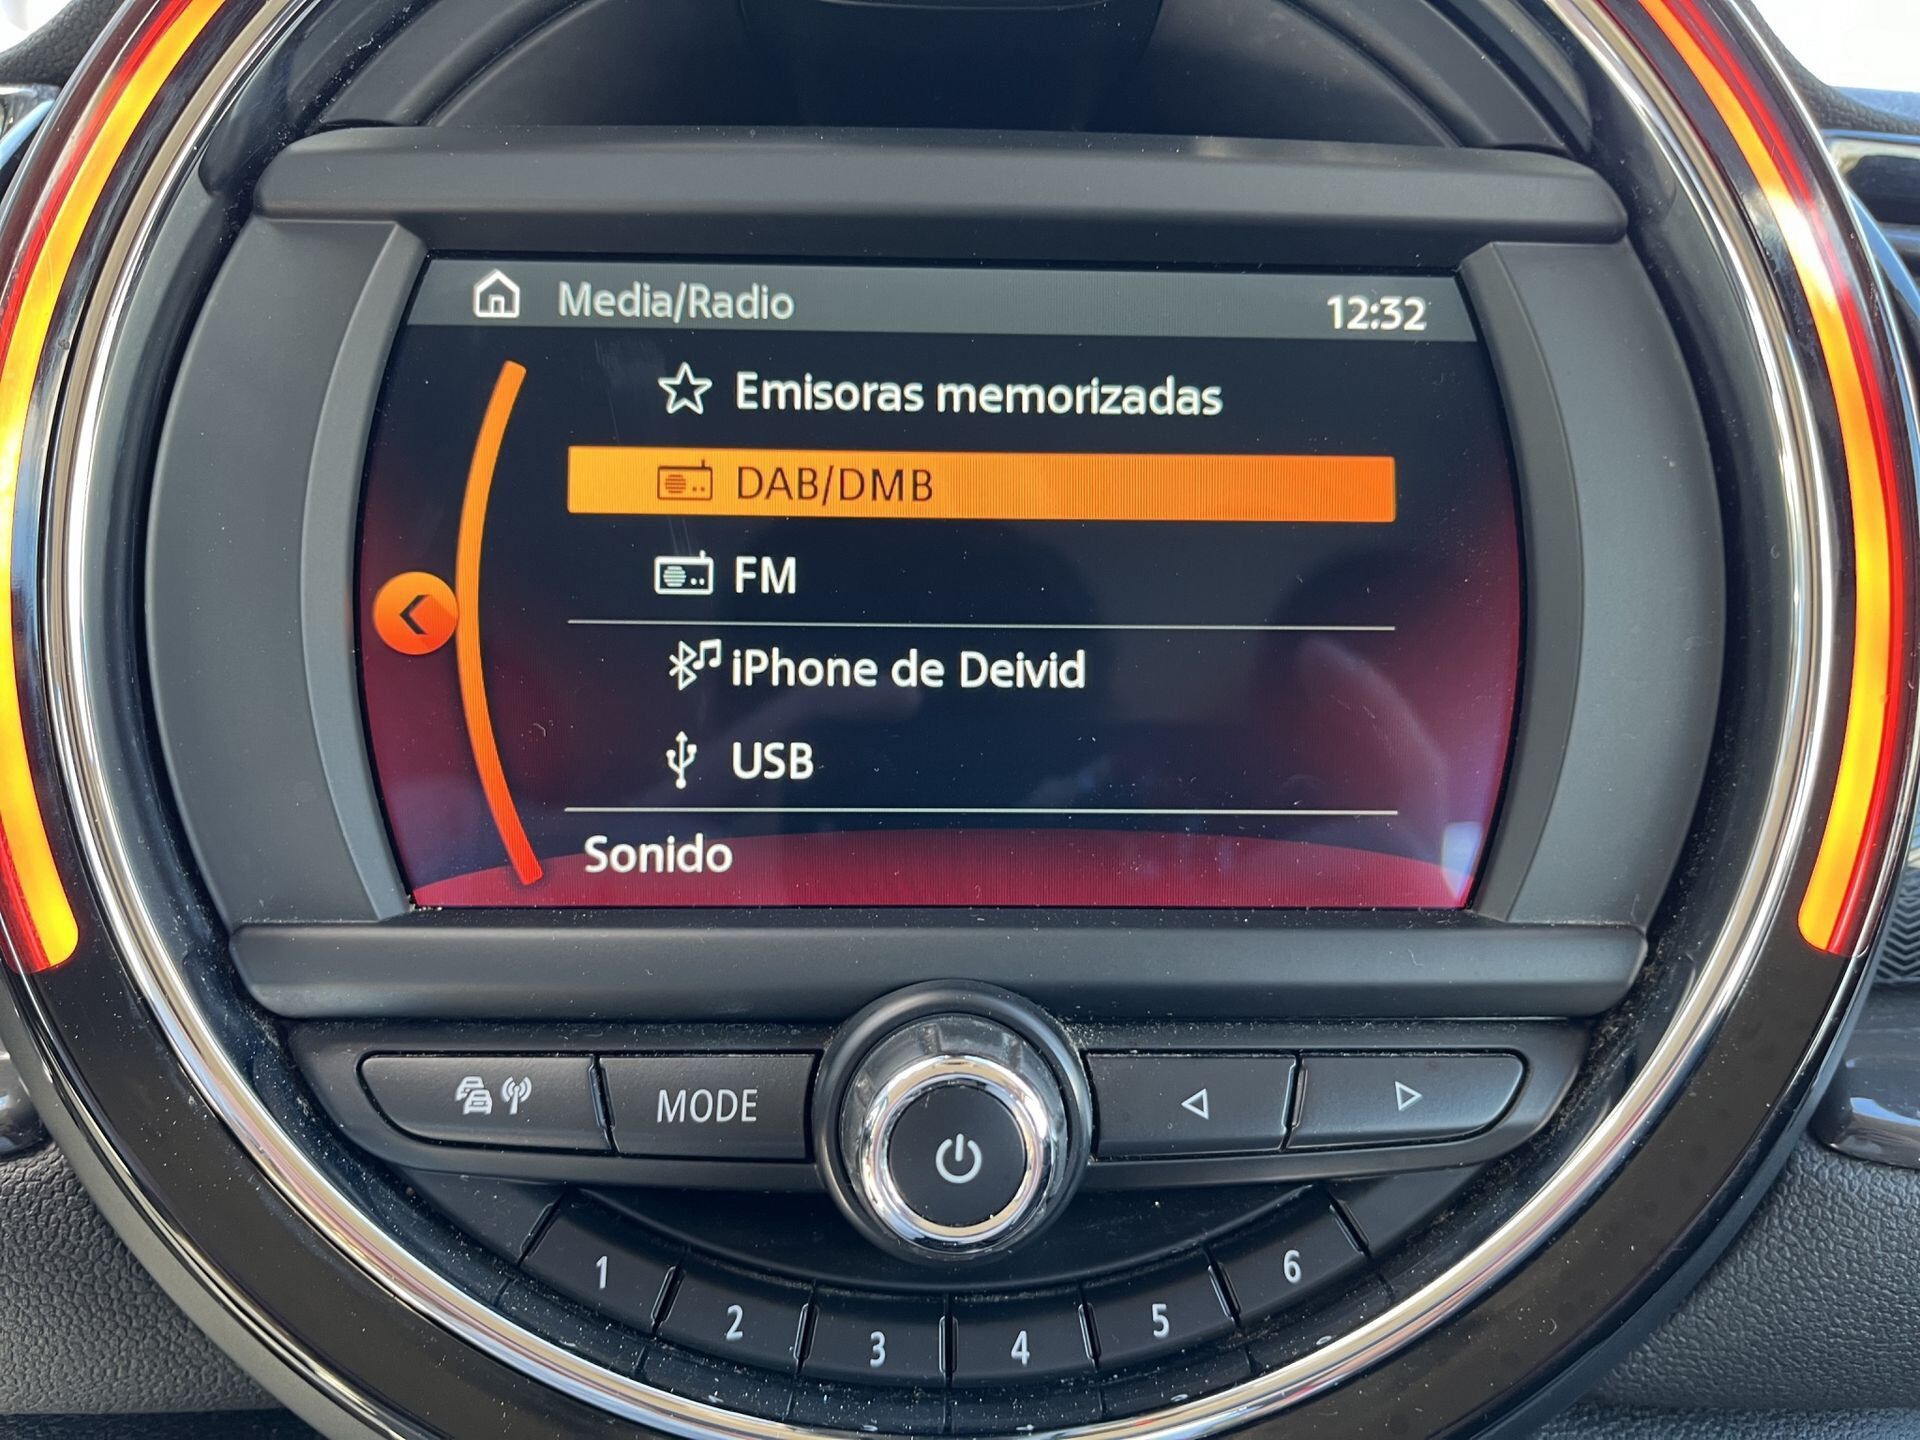 Media/Radio 12:32
Emisoras memorizadas
DAB/DMB
FM
iPhone de Deivid
USB
Sonido
MODE
1 2 3 4 5 6